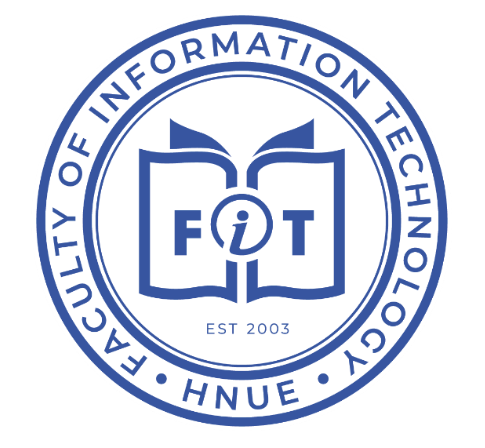 FACULTY OF INFORMATION TECHNOLOGY
FiT
EST 2003
• HNUE •